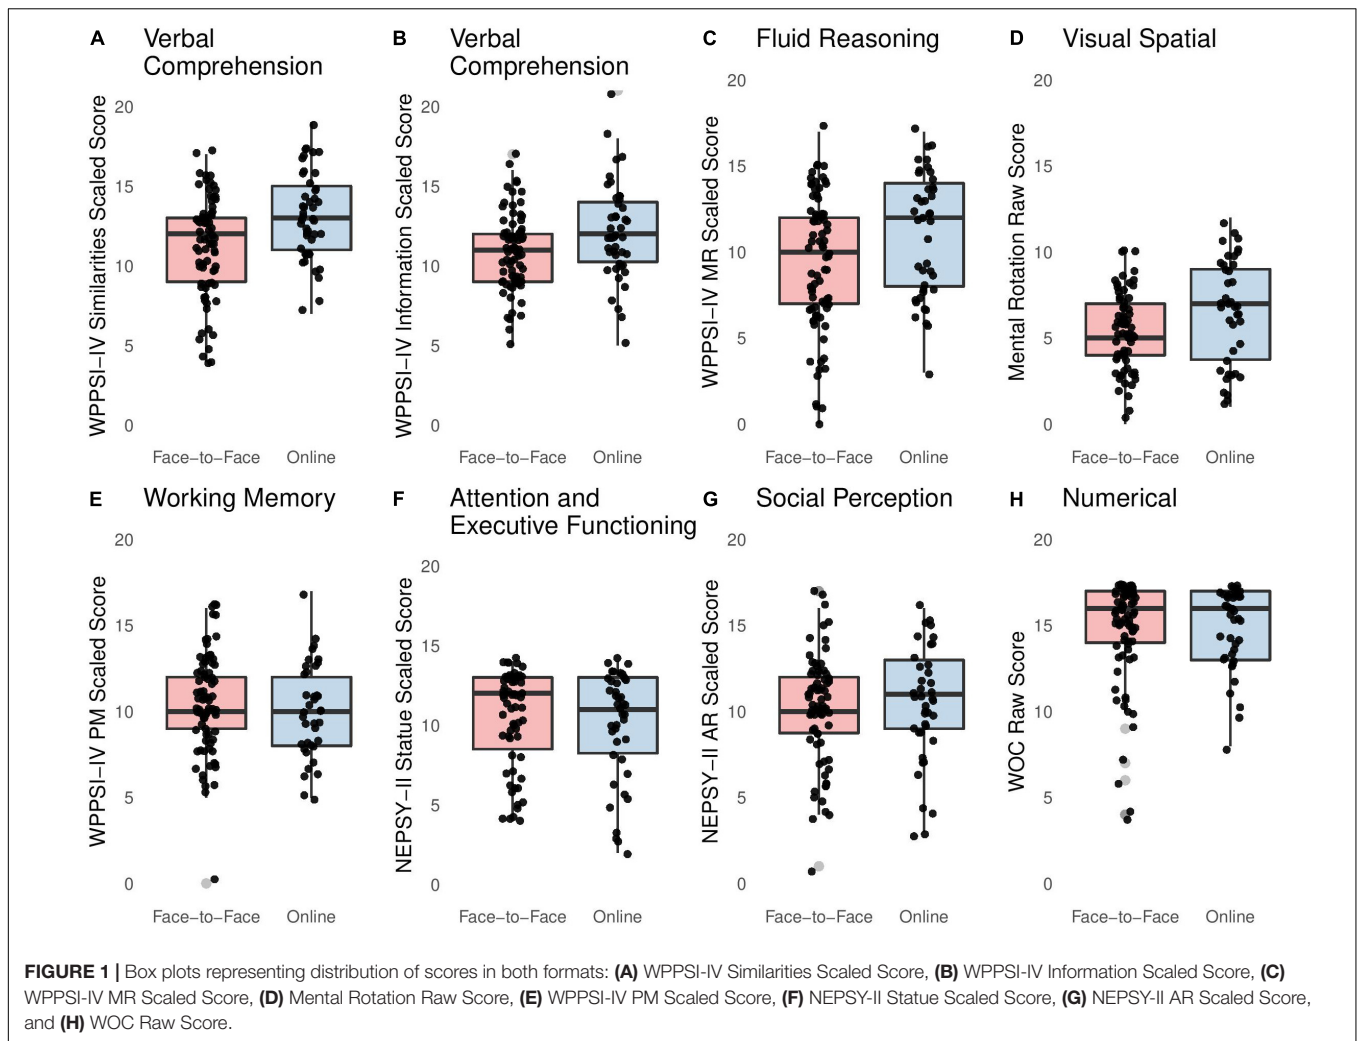 A Verbal Comprehension
WPPSI–IV Similarities Scaled Score
20
15
10
5
0
Face–to–Face Online
B Verbal Comprehension
WPPSI–IV Information Scaled Score
20
15
10
5
0
Face–to–Face Online
C Fluid Reasoning
WPPSI–IV MR Scaled Score
20
15
10
5
0
Face–to–Face Online
D Visual Spatial
Mental Rotation Raw Score
20
15
10
5
0
Face–to–Face Online
E Working Memory
WPPSI–IV PM Scaled Score
20
15
10
5
0
Face–to–Face Online
F Attention and
Executive Functioning
NEPSY–II Statue Scaled Score
20
15
10
5
0
Face–to–Face Online
G Social Perception
NEPSY–II AR Scaled Score
20
15
10
5
0
Face–to–Face Online
H Numerical
WOC Raw Score
20
15
10
5
0
Face–to–Face Online
FIGURE 1 | Box plots representing distribution of scores in both formats: (A) WPPSI-IV Similarities Scaled Score, (B) WPPSI-IV Information Scaled Score, (C)
WPPSI-IV MR Scaled Score, (D) Mental Rotation Raw Score, (E) WPPSI-IV PM Scaled Score, (F) NEPSY-II Statue Scaled Score, (G) NEPSY-II AR Scaled Score,
and (H) WOC Raw Score.